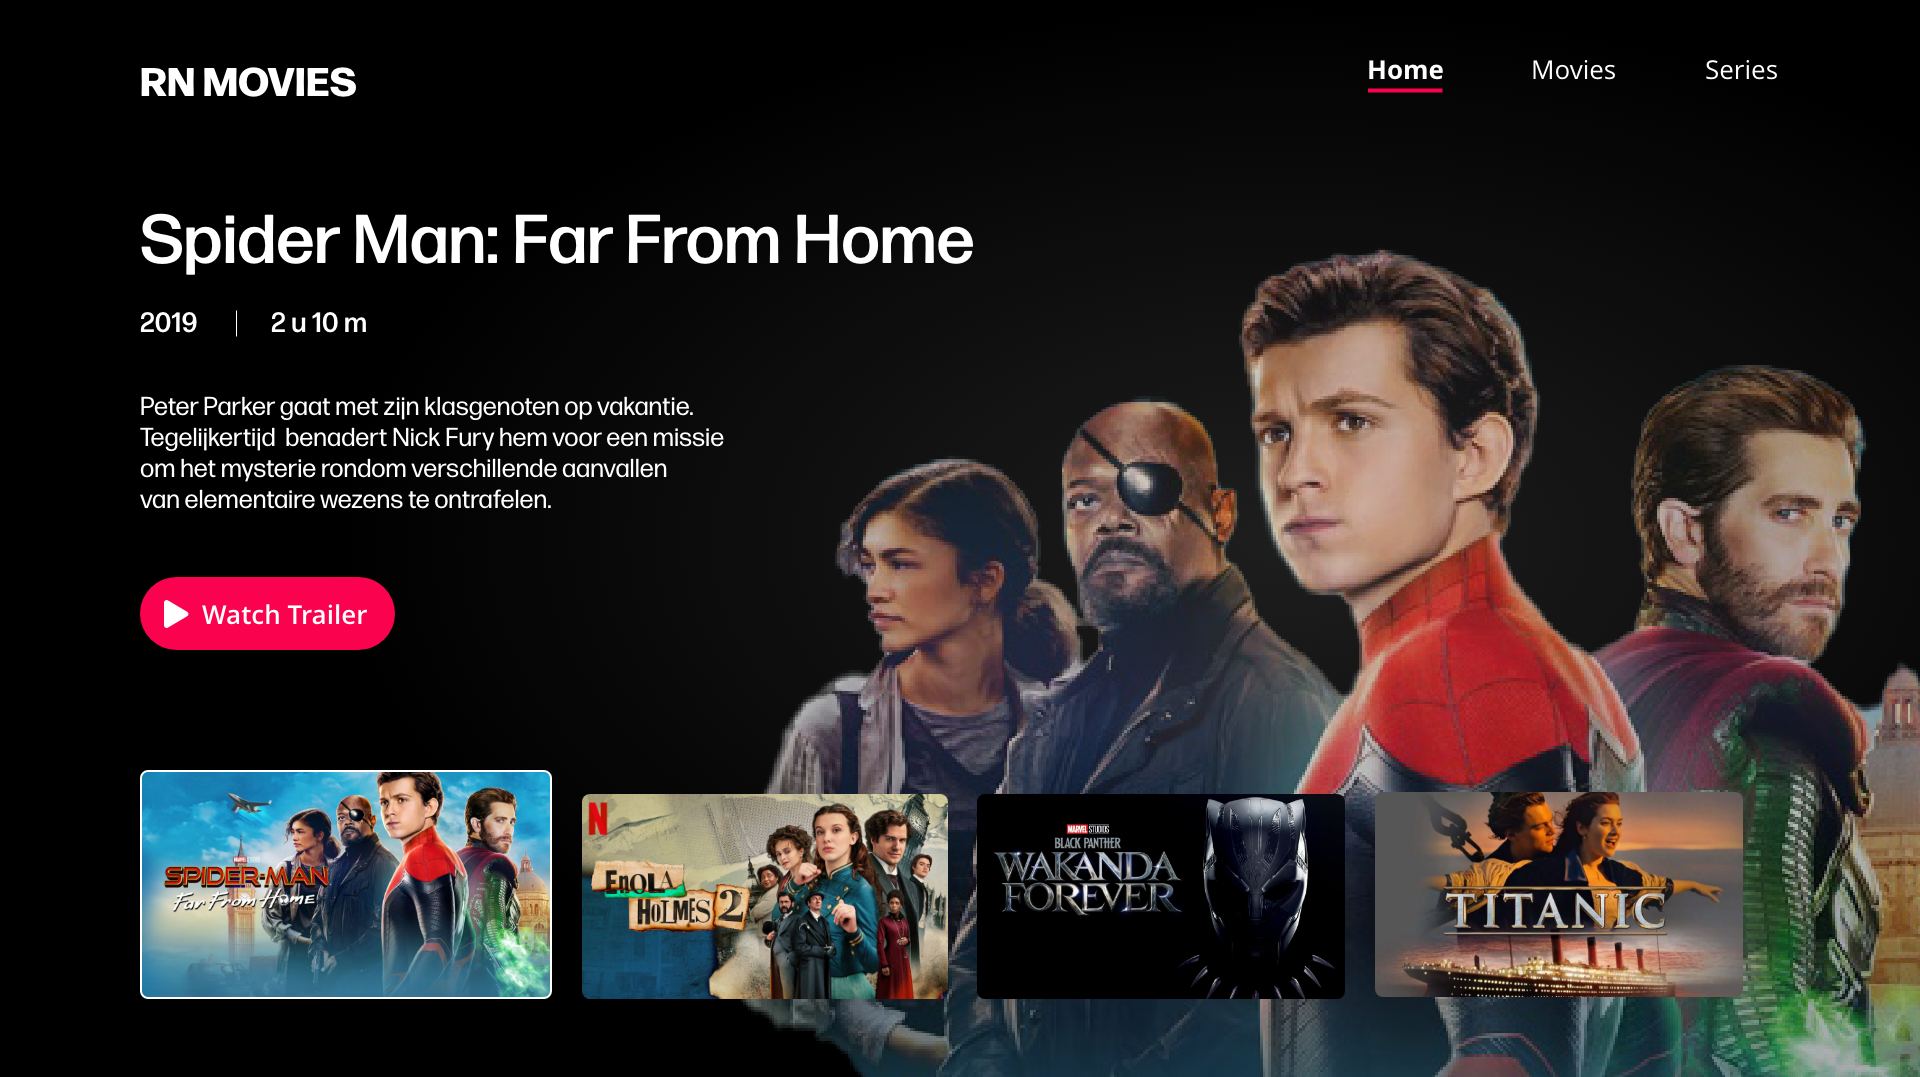 RN MOVIES
Home
Movies
Series
Spider Man: Far From Home
2019 | 2 u 10 m
Peter Parker gaat met zijn klasgenoten op vakantie.
Tegelijkertijd  benadert Nick Fury hem voor een missie
om het mysterie rondom verschillende aanvallen
van elementaire wezens te ontrafelen.
Watch Trailer
SPIDER-MAN
Far From Home
N
ENOLA
HOLMES 2
MARVEL STUDIOS
BLACK PANTHER
WAKANDA
FOREVER
TITANIC